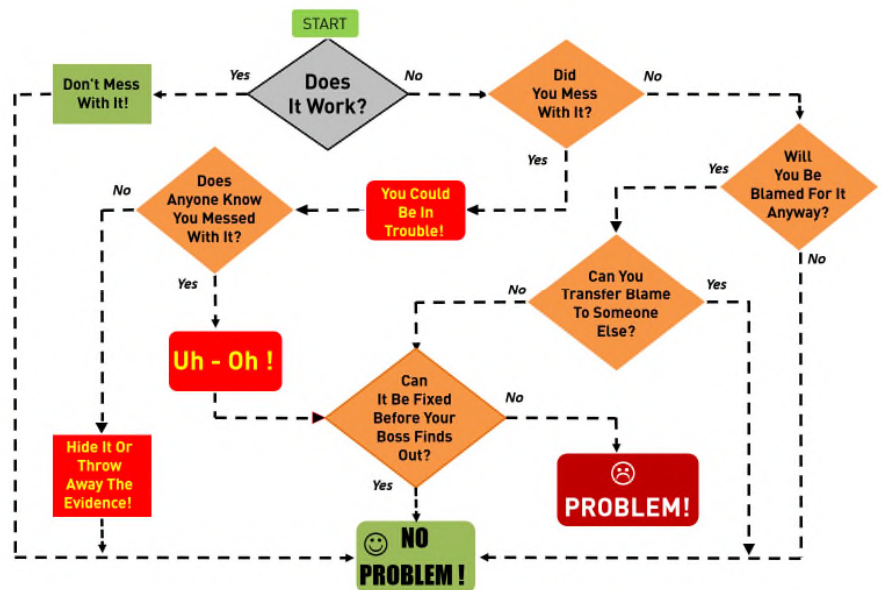 START
Yes
No
No
Don't Mess
With It!
Does
It Work?
Did
You Mess
With It?
Yes
Yes
Will
You Be
Blamed For It
Anyway?
No
Does
Anyone Know
You Messed
With It?
You Could
Be In
Trouble!
No
Yes
No
Yes
Can You
Transfer Blame
To Someone
Else?
Uh - Oh !
Can
It Be Fixed
Before Your
Boss Finds
Out?
No
Hide It Or
Throw
Away The
Evidence!
Yes
PROBLEM!
NO
PROBLEM !